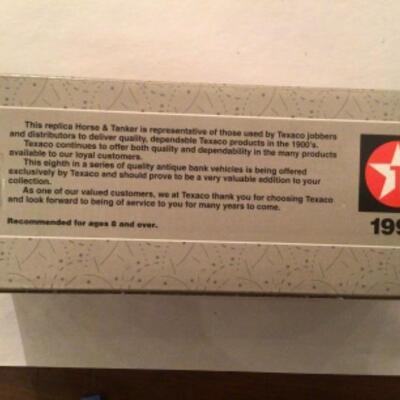 This replica Horse & Tanker is representative of those used by Texaco jobbers
and distributors to deliver quality, dependable Texaco products in the 1900's.
Texaco continues to offer both quality and dependability in the many products
available to our loyal customers.
This eighth in a series of quality antique bank vehicles is being offered
exclusively by Texaco and should prove to be a very valuable addition to your
collection.
As one of our valued customers, we at Texaco thank you for choosing Texaco
and look forward to being of service to you for many years to come.
Recommended for ages 8 and over.
199